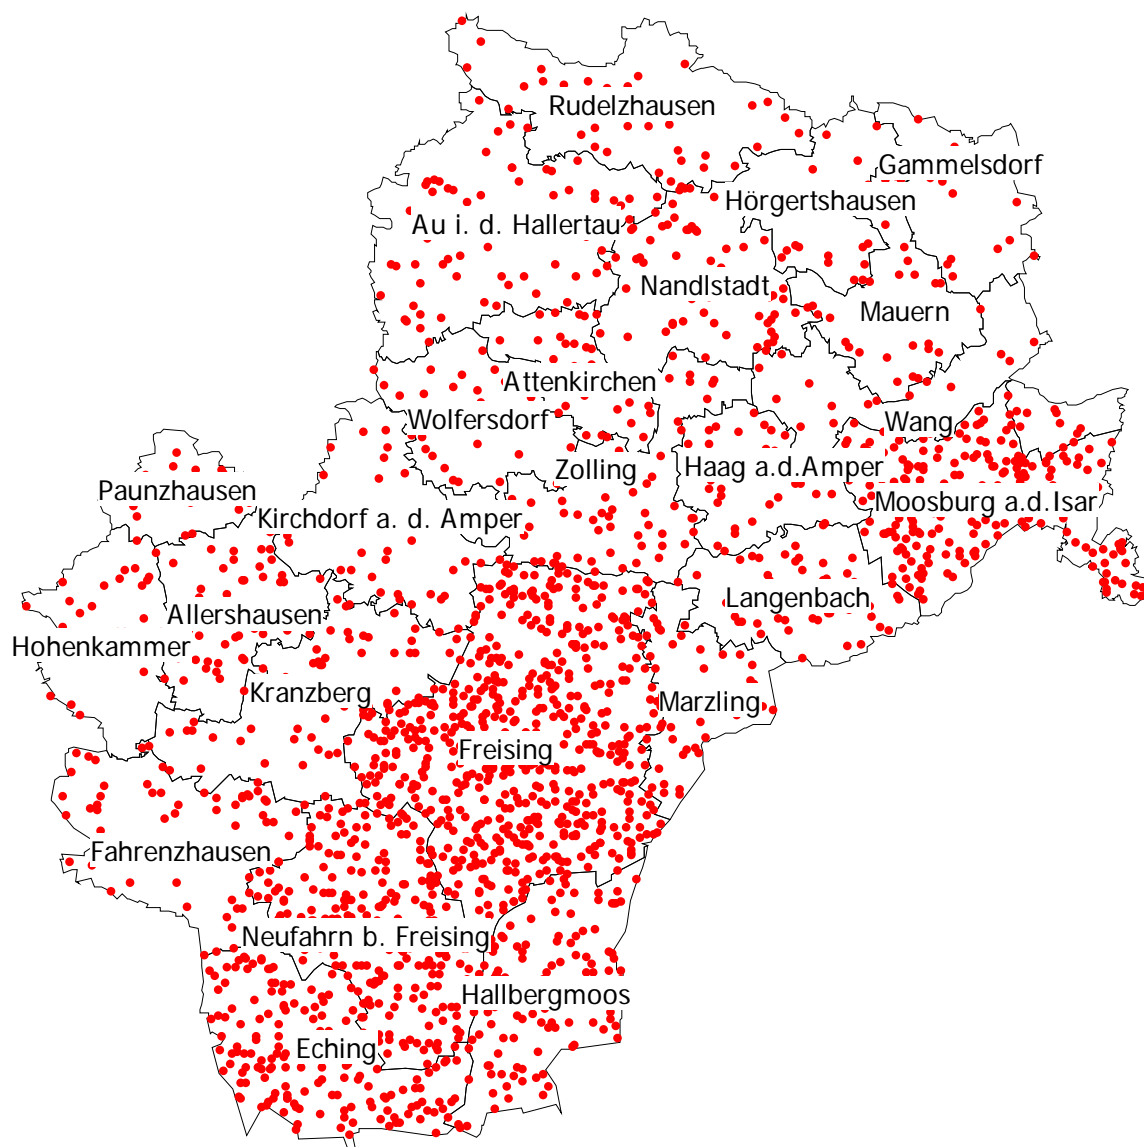 Rudelzhausen
Gammelsdorf
Hörgertshausen
Au i. d. Hallertau
Nandlstadt
Mauern
Attenkirchen
Wolfersdorf
Wang
Zolling
Haag a.d.Amper
Paunzhausen
Moosburg a.d.Isar
Kirchdorf a. d. Amper
Langenbach
Allershausen
Hohenkammer
Kranzberg
Marzling
Freising
Fahrenzhausen
Neufahrn b. Freising
Hallbergmoos
Eching